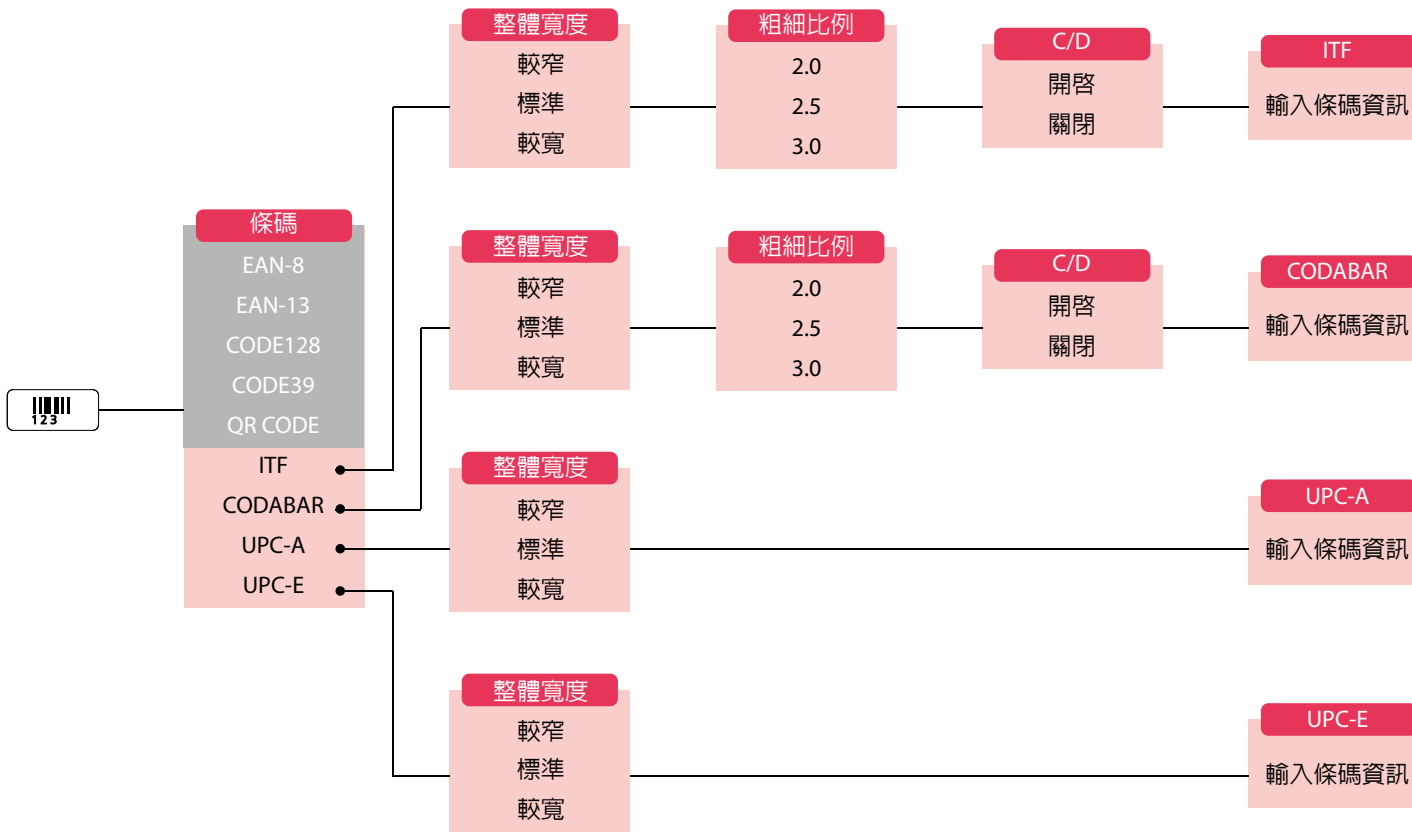 123
條碼
EAN-8
EAN-13
CODE128
CODE39
QR CODE
ITF
CODABAR
UPC-A
UPC-E
整體寬度
較窄
標準
較寬
粗細比例
2.0
2.5
3.0
C/D
開啓
關閉
ITF
輸入條碼資訊
整體寬度
較窄
標準
較寬
粗細比例
2.0
2.5
3.0
C/D
開啓
關閉
CODABAR
輸入條碼資訊
整體寬度
較窄
標準
較寬
UPC-A
輸入條碼資訊
整體寬度
較窄
標準
較寬
UPC-E
輸入條碼資訊